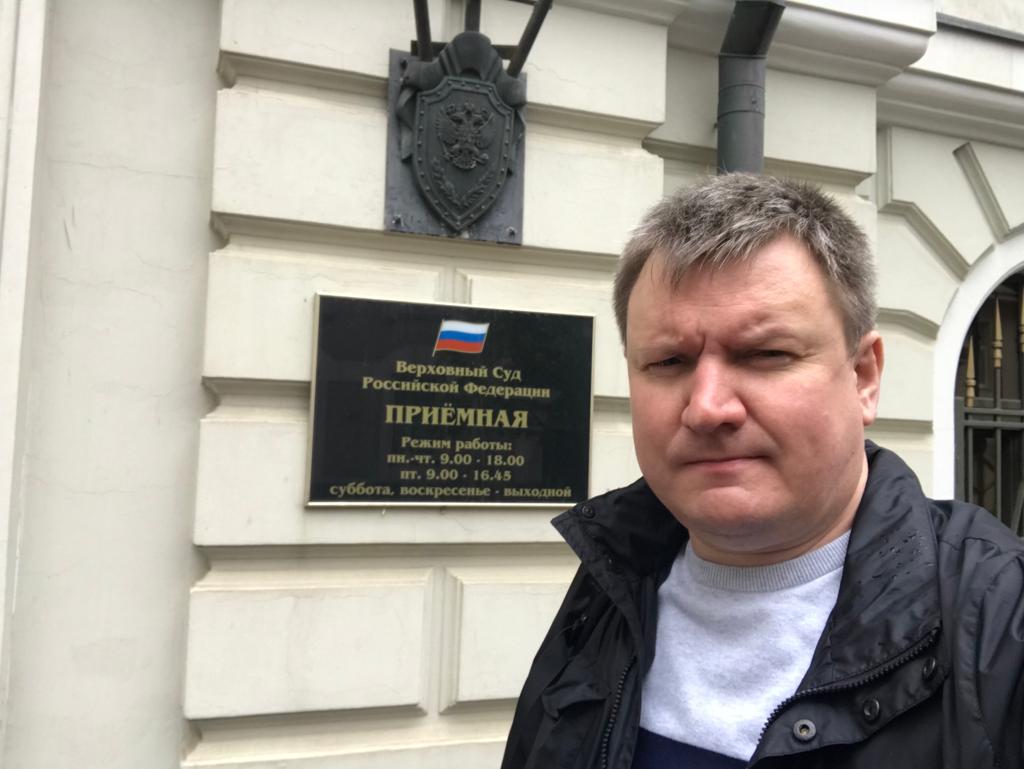 Верховный Суд
Российской Федерации
ПРИЁМНАЯ
Режим работы:
пн.-чт. 9.00 - 18.00
пт. 9.00 - 16.45
суббота, воскресенье - выходной